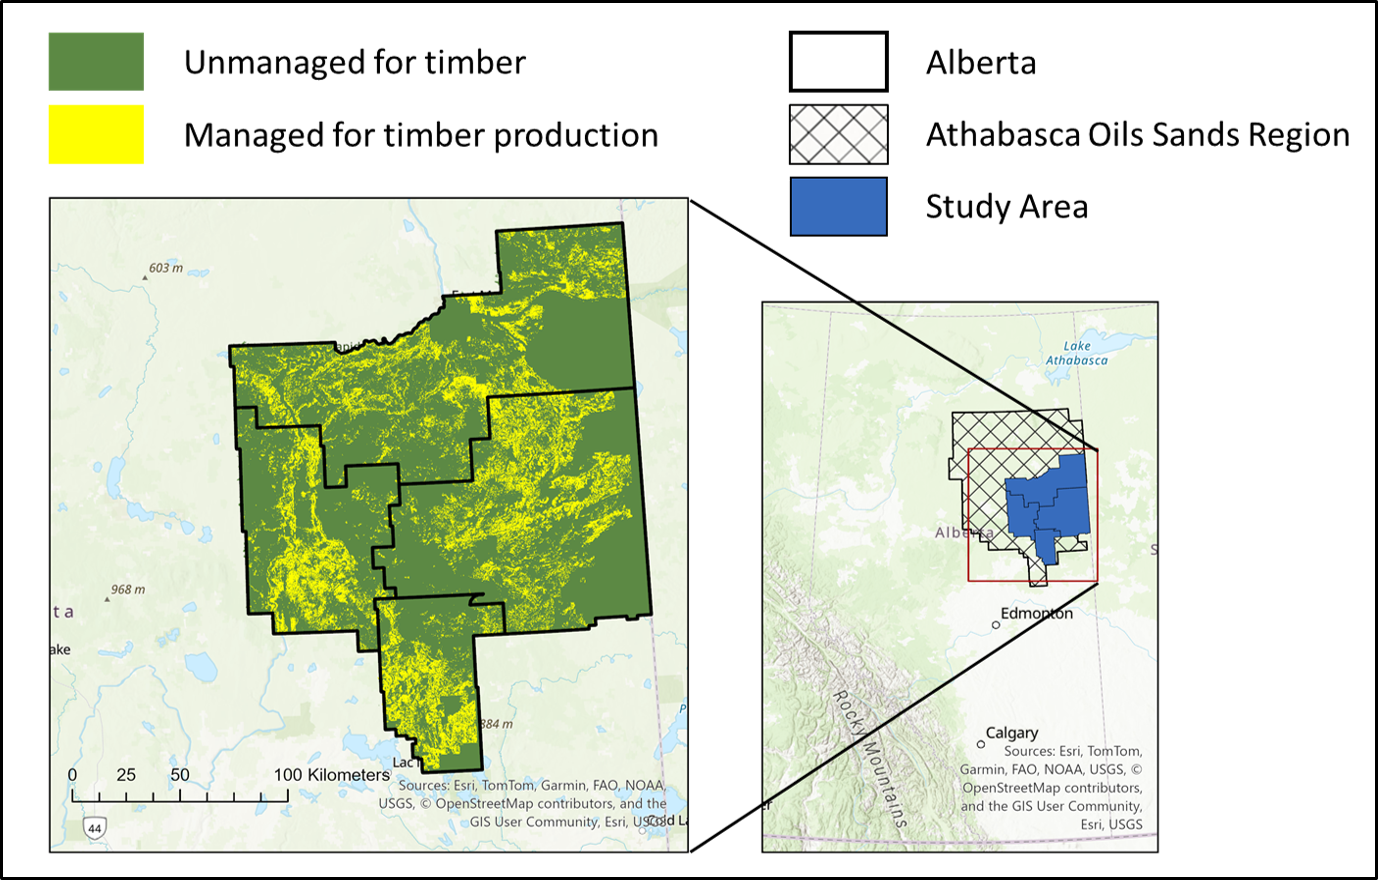 Unmanaged for timber
Managed for timber production
Alberta
Athabasca Oils Sands Region
Study Area
603 m
968 m
t a
ake
884 m
Lac
0 25 50 100 Kilometers
Sources: Esri, TomTom, Garmin, FAO, NOAA,
USGS, © OpenStreetMap contributors, and the
GIS User Community, Esri, USGS
44
P
Lake
Athabasca
Alberta
S
Edmonton
Rocky Mountains
Calgary
Sources: Esri, TomTom,
Garmin, FAO, NOAA, USGS, ©
OpenStreetMap contributors,
and the GIS User Community,
Esri, USGS